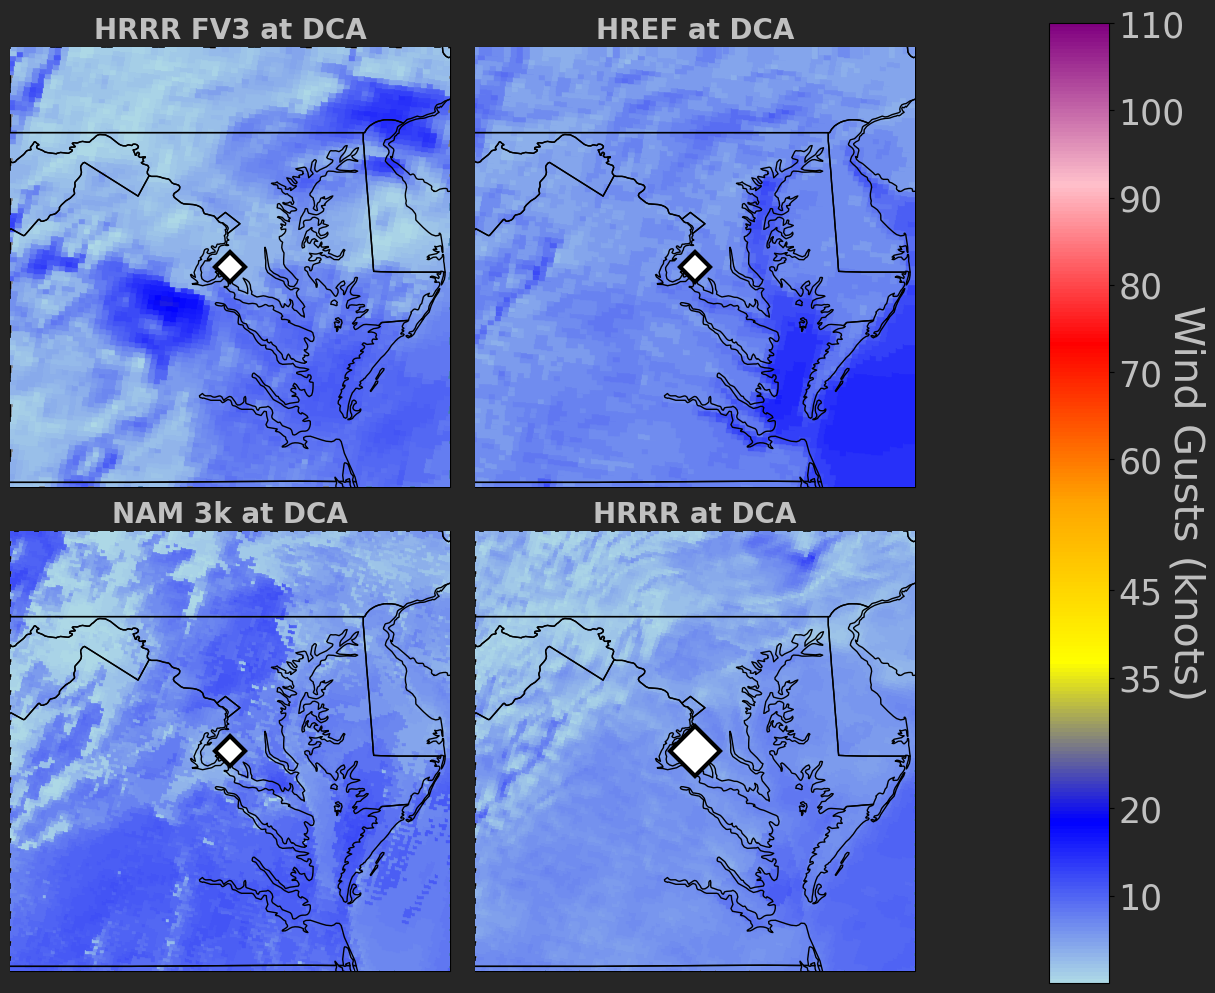 HRRR FV3 at DCA
HREF at DCA
NAM 3k at DCA
HRRR at DCA
110
100
90
80
70
60
45
35
20
10
Wind Gusts (knots)